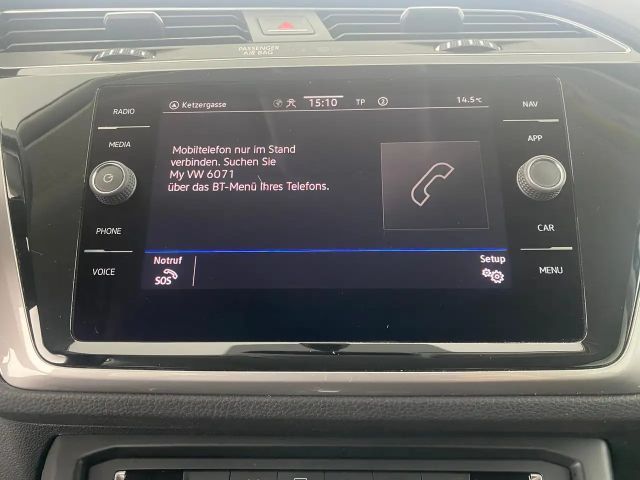 PASSENGER
AIR BAG
RADIO
MEDIA
PHONE
VOICE
Ketzergasse 15:10 TP 2 14.5°C
Mobiltelefon nur im Stand
verbinden. Suchen Sie
My VW 6071
über das BT-Menü Ihres Telefons.
Notruf
SOS
Setup
NAV
APP
CAR
MENU